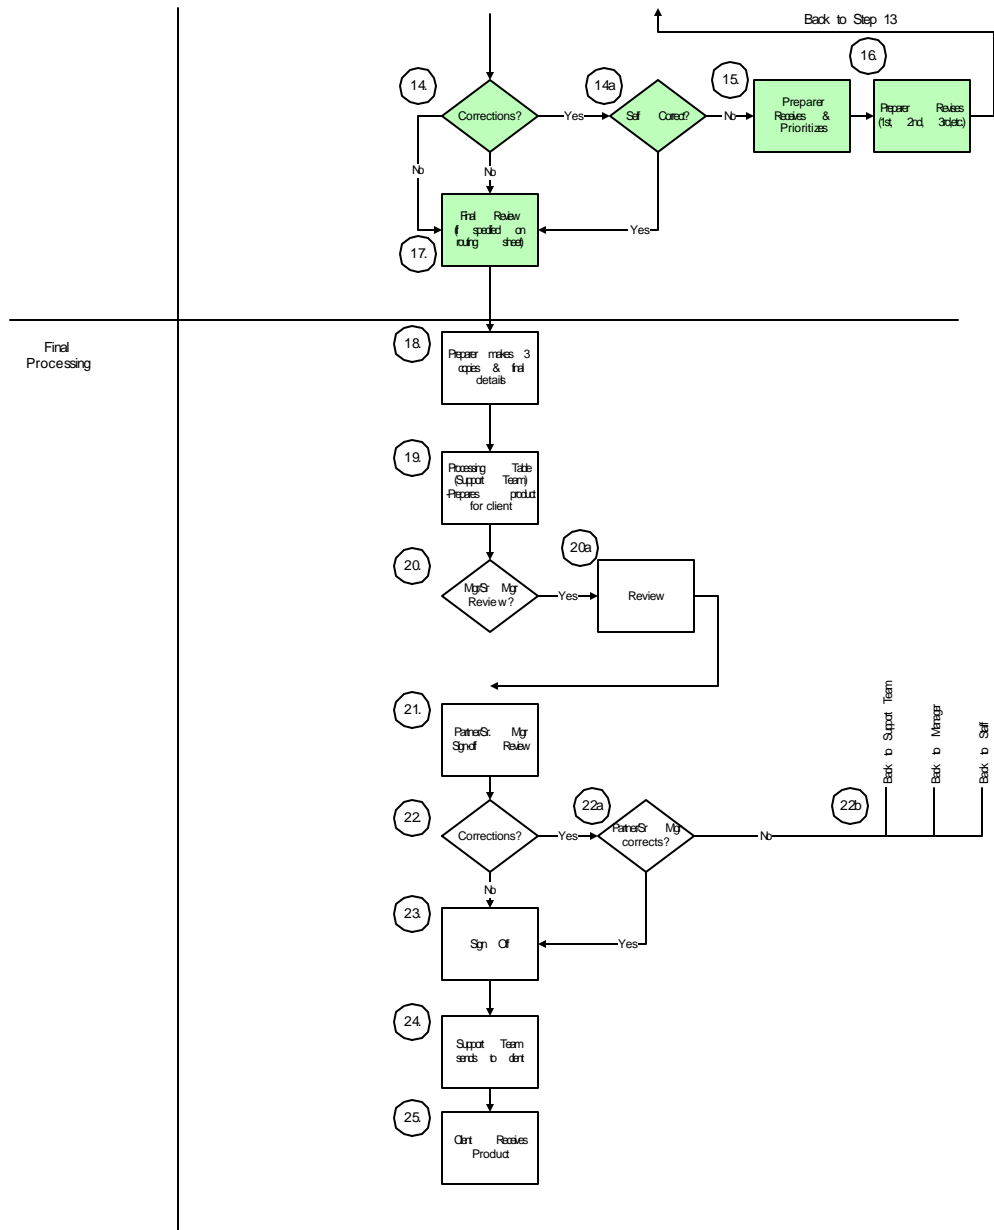 Back to Step 13
14.
14a
15.
16.
Corrections?
Yes
Self Correct?
No
Preparer
Receives &
Prioritizes
Preparer Revises
(1st, 2nd, 3rd,etc.)
No
No
Yes
Final Review
(if specified on
routing sheet)
17.
Final
Processing
18.
Preparer makes 3
copies & final
details
19.
Processing Table
(Support Team)
-Prepares product
for client
20.
Mgr/Sr Mgr
Review?
Yes
20a
Review
21.
Partner/Sr. Mgr
Sign-off Review
Back to Support Team
Back to Manager
Back to Staff
22.
Corrections?
Yes
22a
Partner/Sr Mgr
corrects?
No
22b
No
Yes
23.
Sign Off
24.
Support Team
sends to client
25.
Client Receives
Product